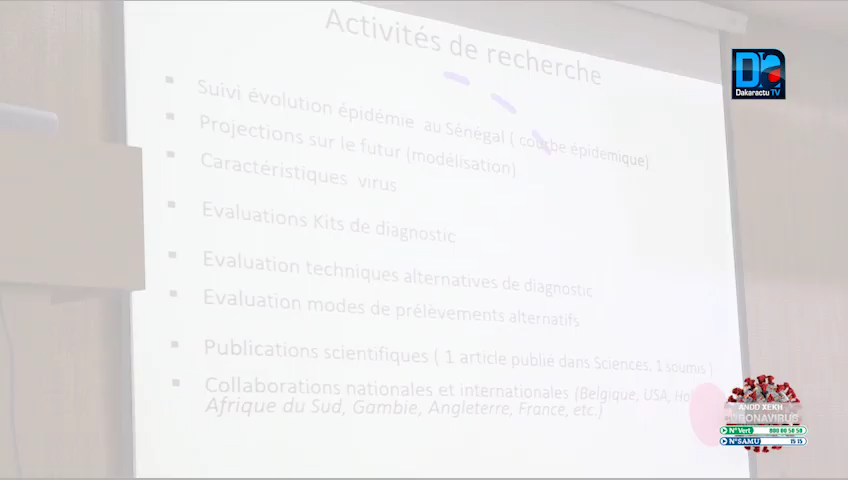 Activités de recherche
Dakaractu TV
Suivi évolution épidémie au Sénégal ( courbe épidémique)
Projections sur le futur (modélisation)
Caractéristiques virus
Evaluations Kits de diagnostic
Evaluation techniques alternatives de diagnostic
Evaluation modes de prélèvements alternatifs
Publications scientifiques ( 1 article publié dans Sciences, 1 soumis )
Collaborations nationales et internationales (Belgique, USA, Ho
Afrique du Sud, Gambie, Angleterre, France, etc.)
ANDD XEKH
CORONAVIRUS
N° Vert 800 00 50 50
N° SAMU 15 15